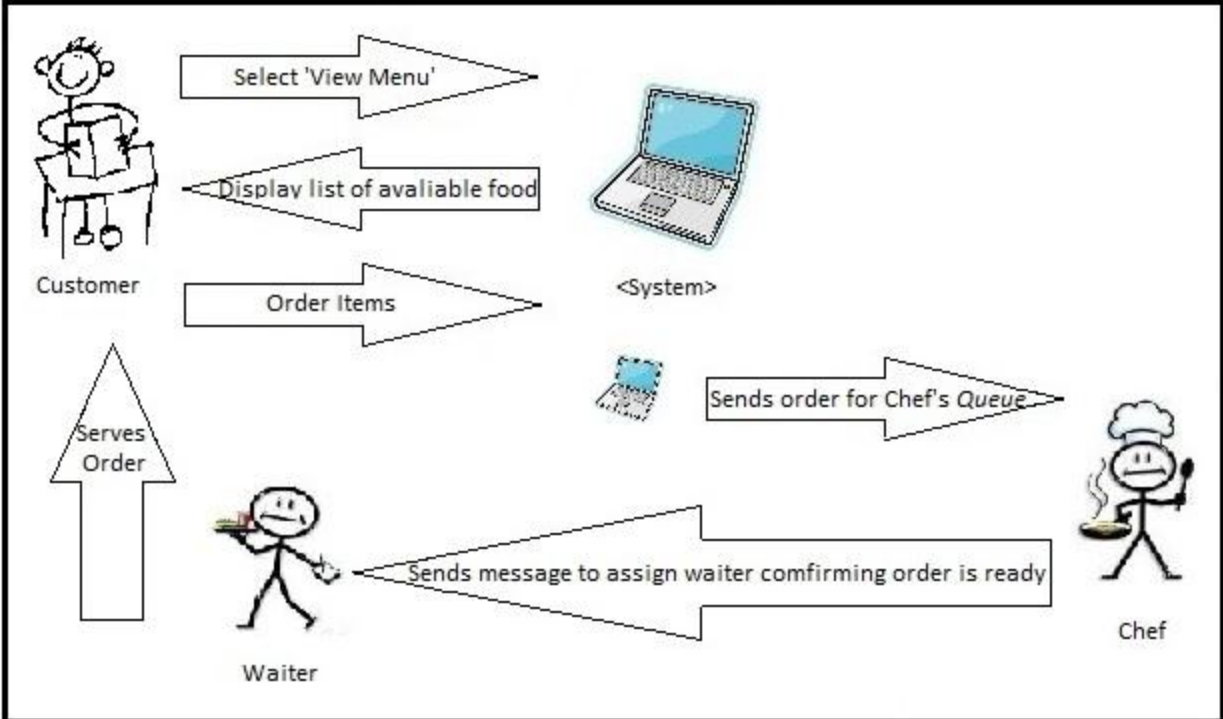 Select 'View Menu'
Display list of avaliable food
Customer
<System>
Order Items
Sends order for Chef's Queue
Serves
Order
Sends message to assign waiter comfirming order is ready
Chef
Waiter